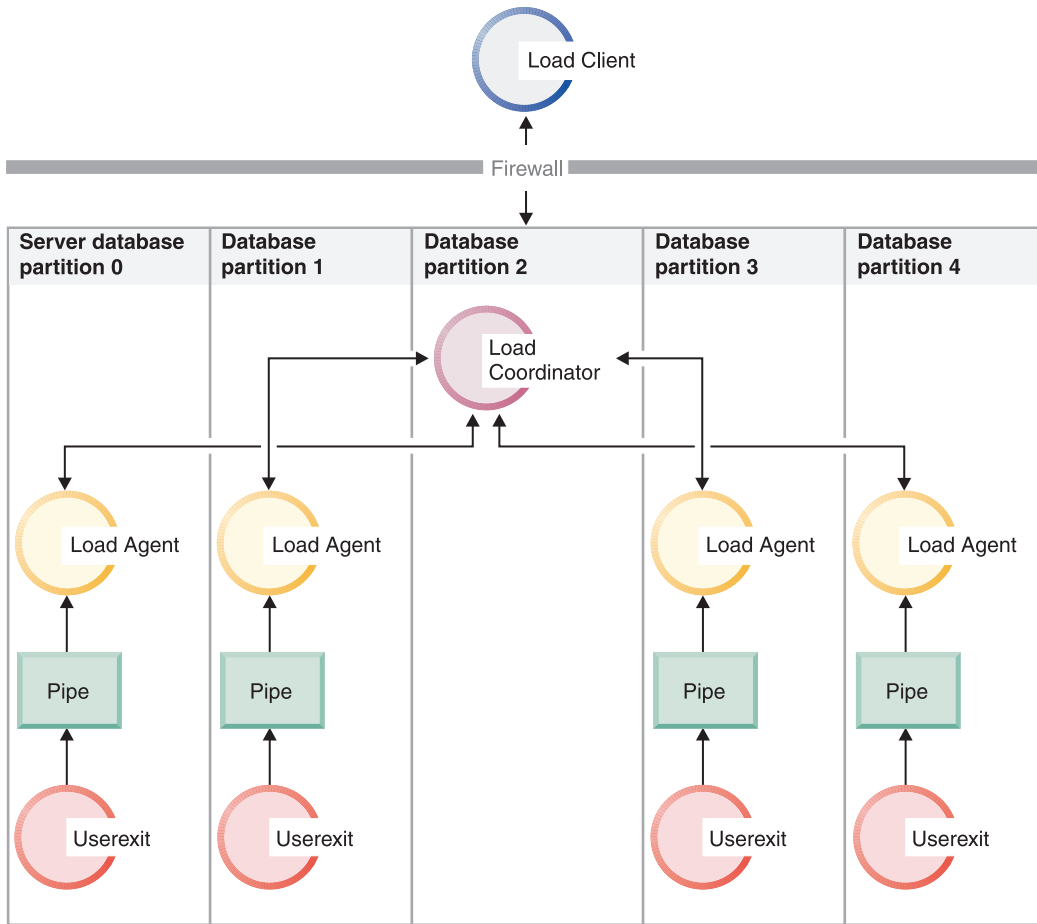 Load Client
Firewall
Server database
partition 0
Database
partition 1
Database
partition 2
Database
partition 3
Database
partition 4
Load
Coordinator
Load Agent
Load Agent
Load Agent
Load Agent
Pipe
Pipe
Pipe
Pipe
Userexit
Userexit
Userexit
Userexit